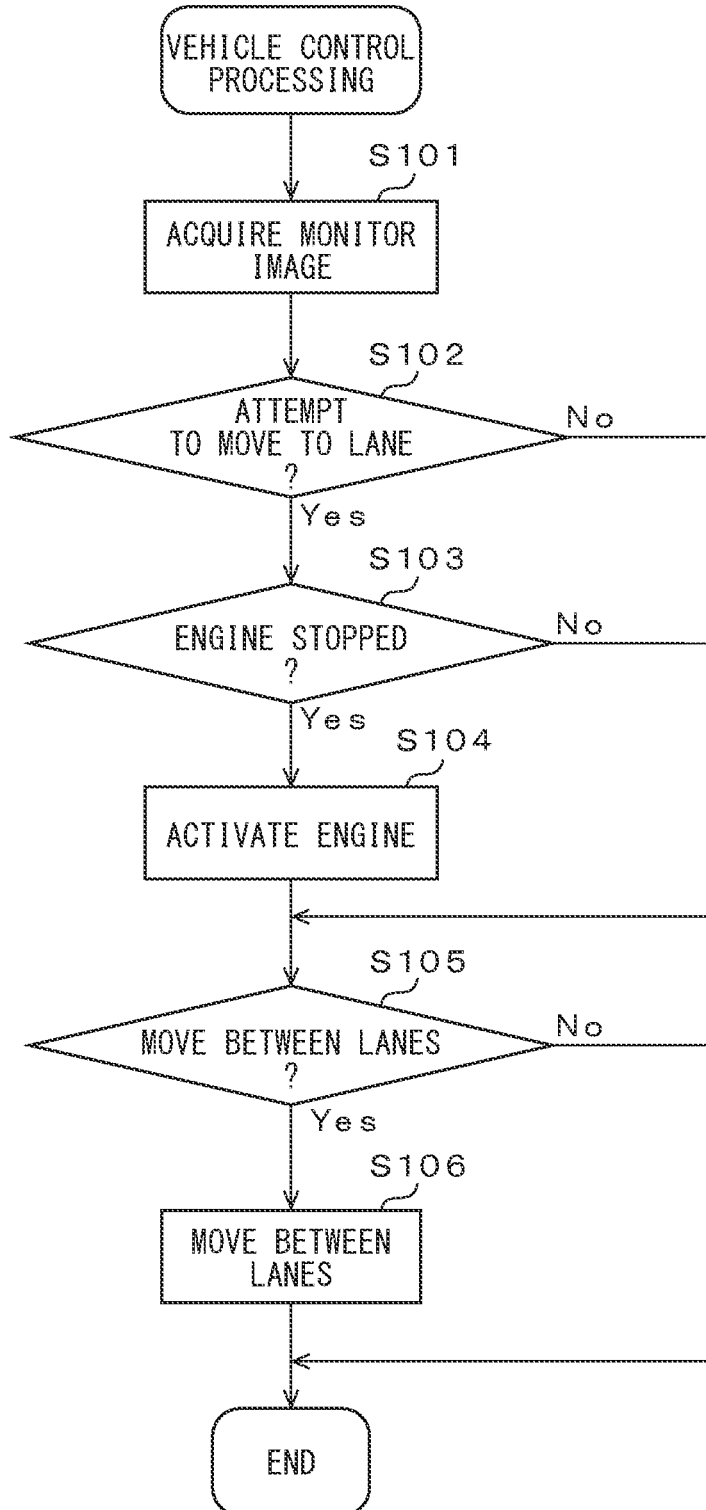 VEHICLE CONTROL
PROCESSING
S101
ACQUIRE MONITOR
IMAGE
S102
ATTEMPT
TO MOVE TO LANE
?
No
Yes
S103
ENGINE STOPPED
?
No
Yes
S104
ACTIVATE ENGINE
S105
MOVE BETWEEN LANES
?
No
Yes
S106
MOVE BETWEEN
LANES
END